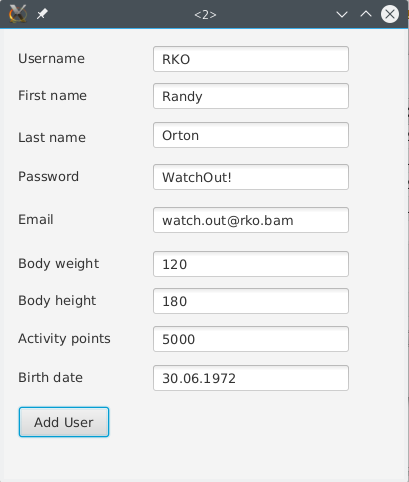 <2>
Username RKO
First name Randy
Last name Orton
Password WatchOut!
Email watch.out@rko.bam
Body weight 120
Body height 180
Activity points 5000
Birth date 30.06.1972
Add User